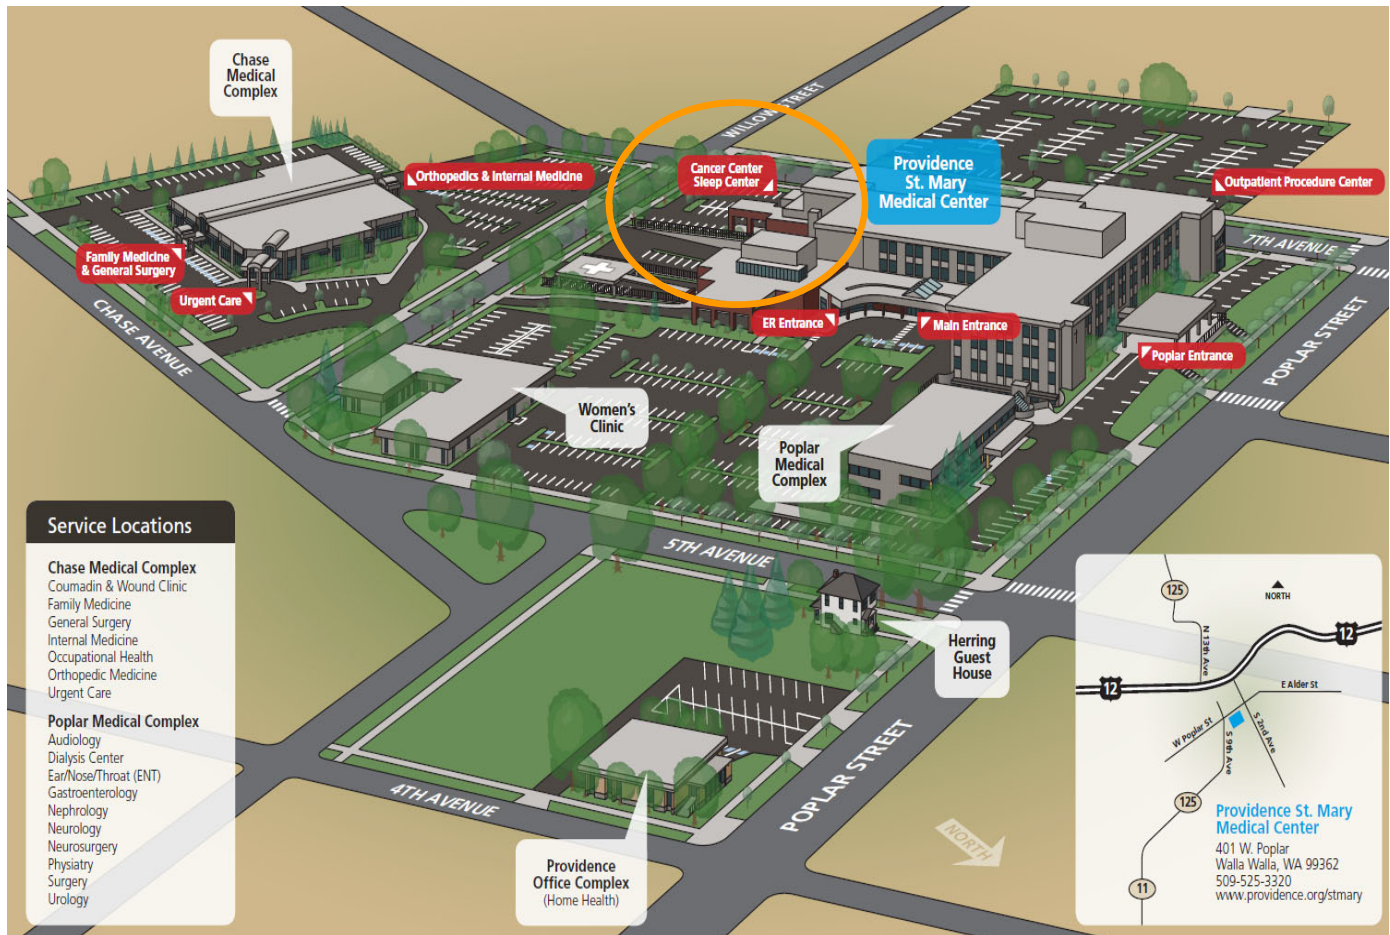 Chase
Medical
Complex
WILLOW STREET
Orthopedics & Internal Medicine
Cancer Center
Sleep Center
Providence
St. Mary
Medical Center
Outpatient Procedure Center
7TH AVENUE
Family Medicine
& General Surgery
Urgent Care
CHASE AVENUE
ER Entrance
Main Entrance
Poplar Entrance
POPLAR STREET
Women's
Clinic
Poplar
Medical
Complex
5TH AVENUE
Herring
Guest
House
4TH AVENUE
POPLAR STREET
Providence
Office Complex
(Home Health)
NORTH
Service Locations
Chase Medical Complex
Coumadin & Wound Clinic
Family Medicine
General Surgery
Internal Medicine
Occupational Health
Orthopedic Medicine
Urgent Care
Poplar Medical Complex
Audiology
Dialysis Center
Ear/Nose/Throat (ENT)
Gastroenterology
Nephrology
Neurology
Neurosurgery
Physiatry
Surgery
Urology
125
NORTH
N 13th Ave
12
12
E Alder St
W Poplar St
S 9th Ave
S 2nd Ave
125
11
Providence St. Mary
Medical Center
401 W. Poplar
Walla Walla, WA 99362
509-525-3320
www.providence.org/stmary